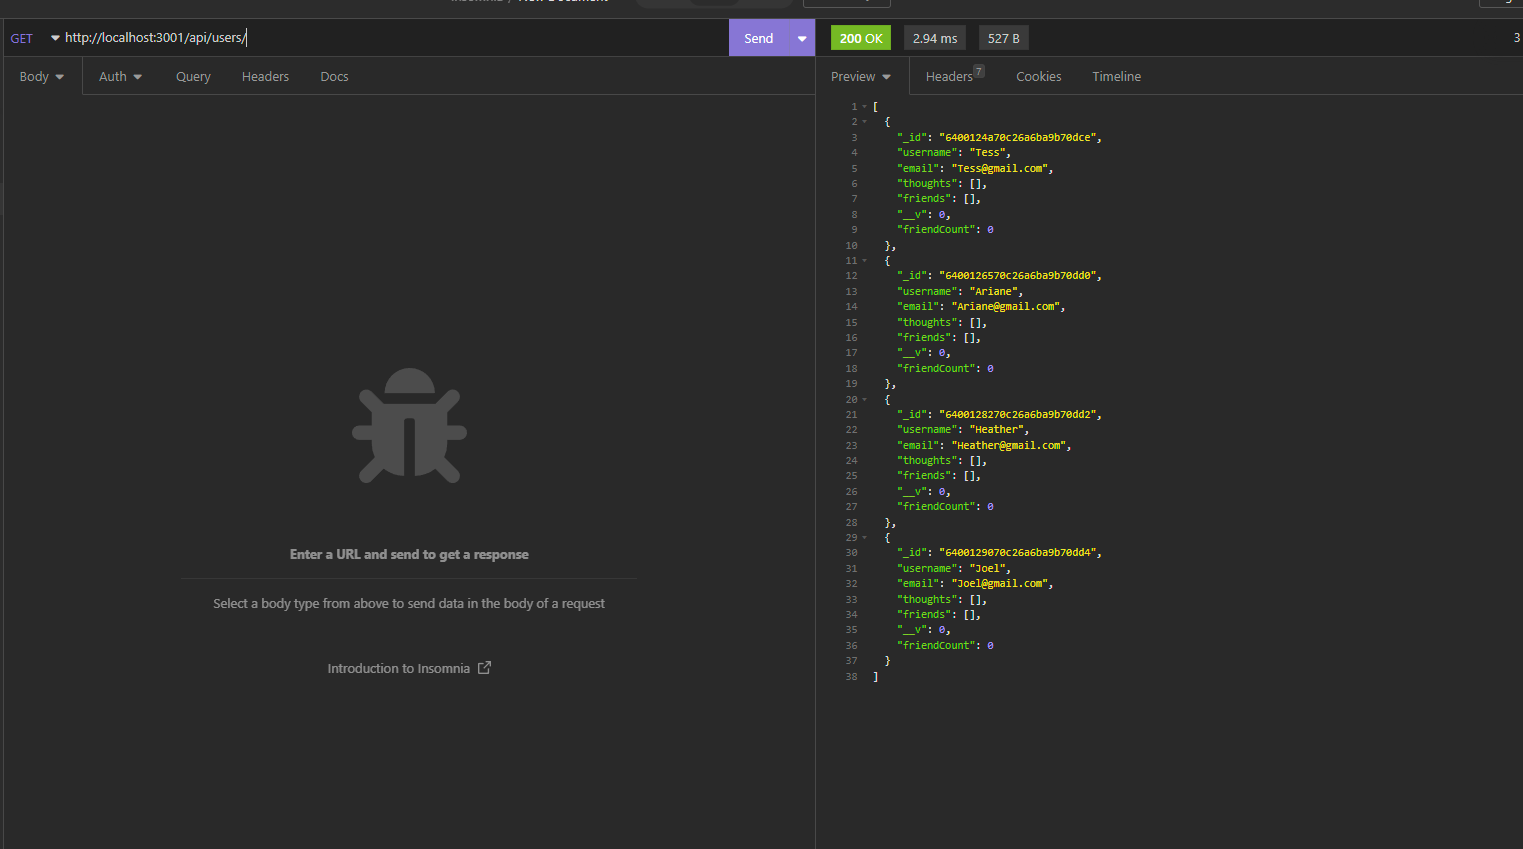 GET http://localhost:3001/api/users/ Send 200 OK 2.94 ms 527 B 3
Body Auth Query Headers Docs Preview Headers 7 Cookies Timeline
1 [
2 {
3 "_id": "6400124a70c26a6ba9b70dce",
4 "username": "Tess",
5 "email": "Tess@gmail.com",
6 "thoughts": [],
7 "friends": [],
8 "__v": 0,
9 "friendCount": 0
10 },
11 {
12 "_id": "6400126570c26a6ba9b70dd0",
13 "username": "Ariane",
14 "email": "Ariane@gmail.com",
15 "thoughts": [],
16 "friends": [],
17 "__v": 0,
18 "friendCount": 0
19 },
20 {
21 "_id": "6400128270c26a6ba9b70dd2",
22 "username": "Heather",
23 "email": "Heather@gmail.com",
24 "thoughts": [],
25 "friends": [],
26 "__v": 0,
27 "friendCount": 0
28 },
29 {
30 "_id": "6400129070c26a6ba9b70dd4",
31 "username": "Joel",
32 "email": "Joel@gmail.com",
33 "thoughts": [],
34 "friends": [],
35 "__v": 0,
36 "friendCount": 0
37 }
38 ]
Enter a URL and send to get a response
Select a body type from above to send data in the body of a request
Introduction to Insomnia